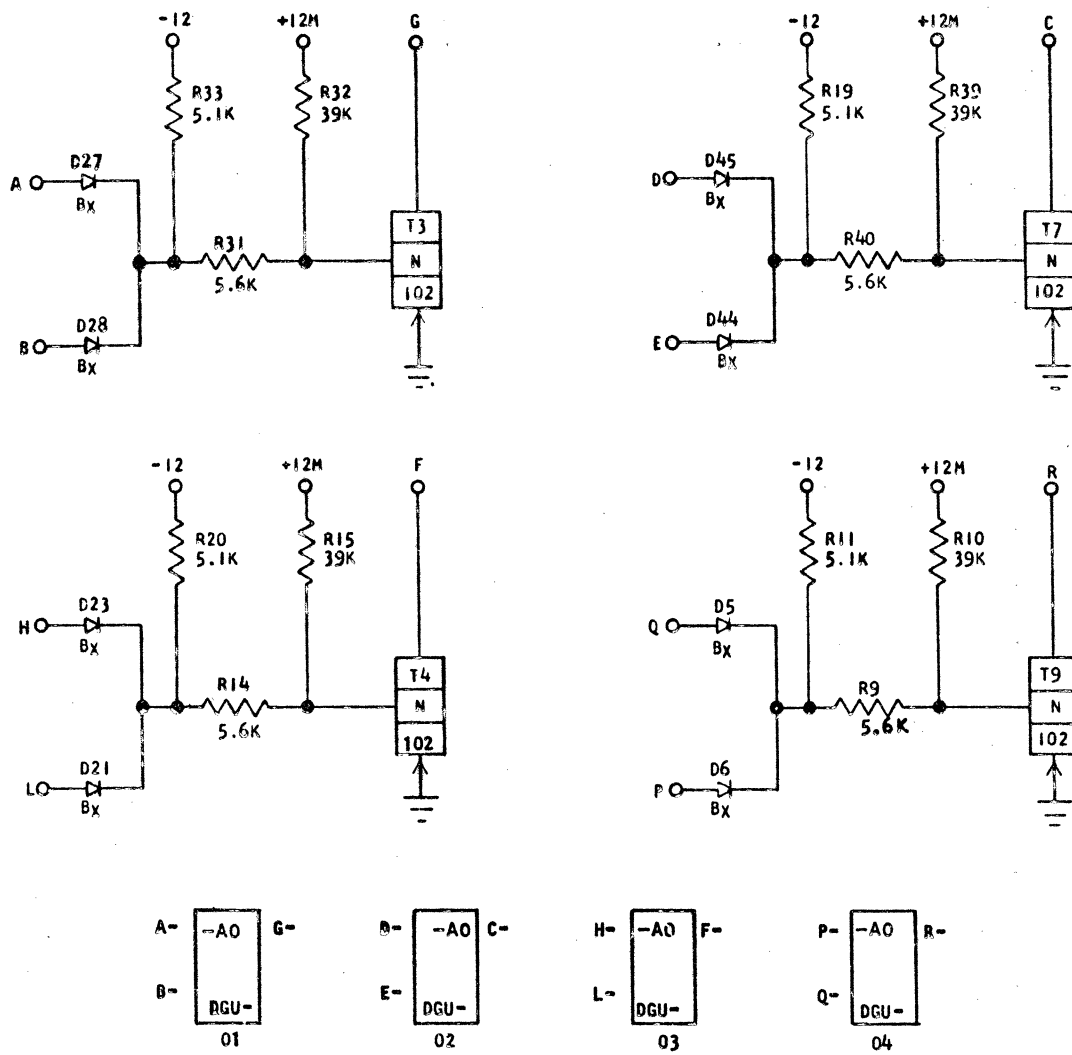 -12 +12M G -12 +12M C
R33 5.1K R32 39K R19 5.1K R39 39K
A D27 Bx D D45 Bx
R31 5.6K T3 N 102 R40 5.6K T7 N 102
B D28 Bx E D44 Bx
-12 +12M F -12 +12M R
R20 5.1K R15 39K R11 5.1K R10 39K
H D23 Bx Q D5 Bx
R14 5.6K T4 N 102 R9 5.6K T9 N 102
L D21 Bx P D6 Bx
A- -AO G- D- -AO C- H- -AO F- P- -AO R-
B- DGU- E- DGU- L- DGU- Q- DGU-
01 02 03 04